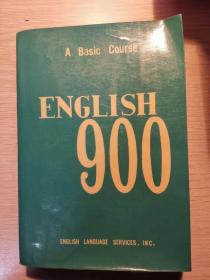 A Basic Course
ENGLISH
900
ENGLISH LANGUAGE SERVICES, INC.